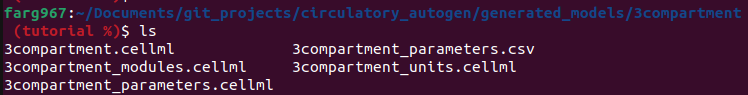 farg967:~/Documents/git_projects/circulatory_autogen/generated_models/3compartment
(tutorial %)$ ls
3compartment.cellml 3compartment_parameters.csv
3compartment_modules.cellml 3compartment_units.cellml
3compartment_parameters.cellml